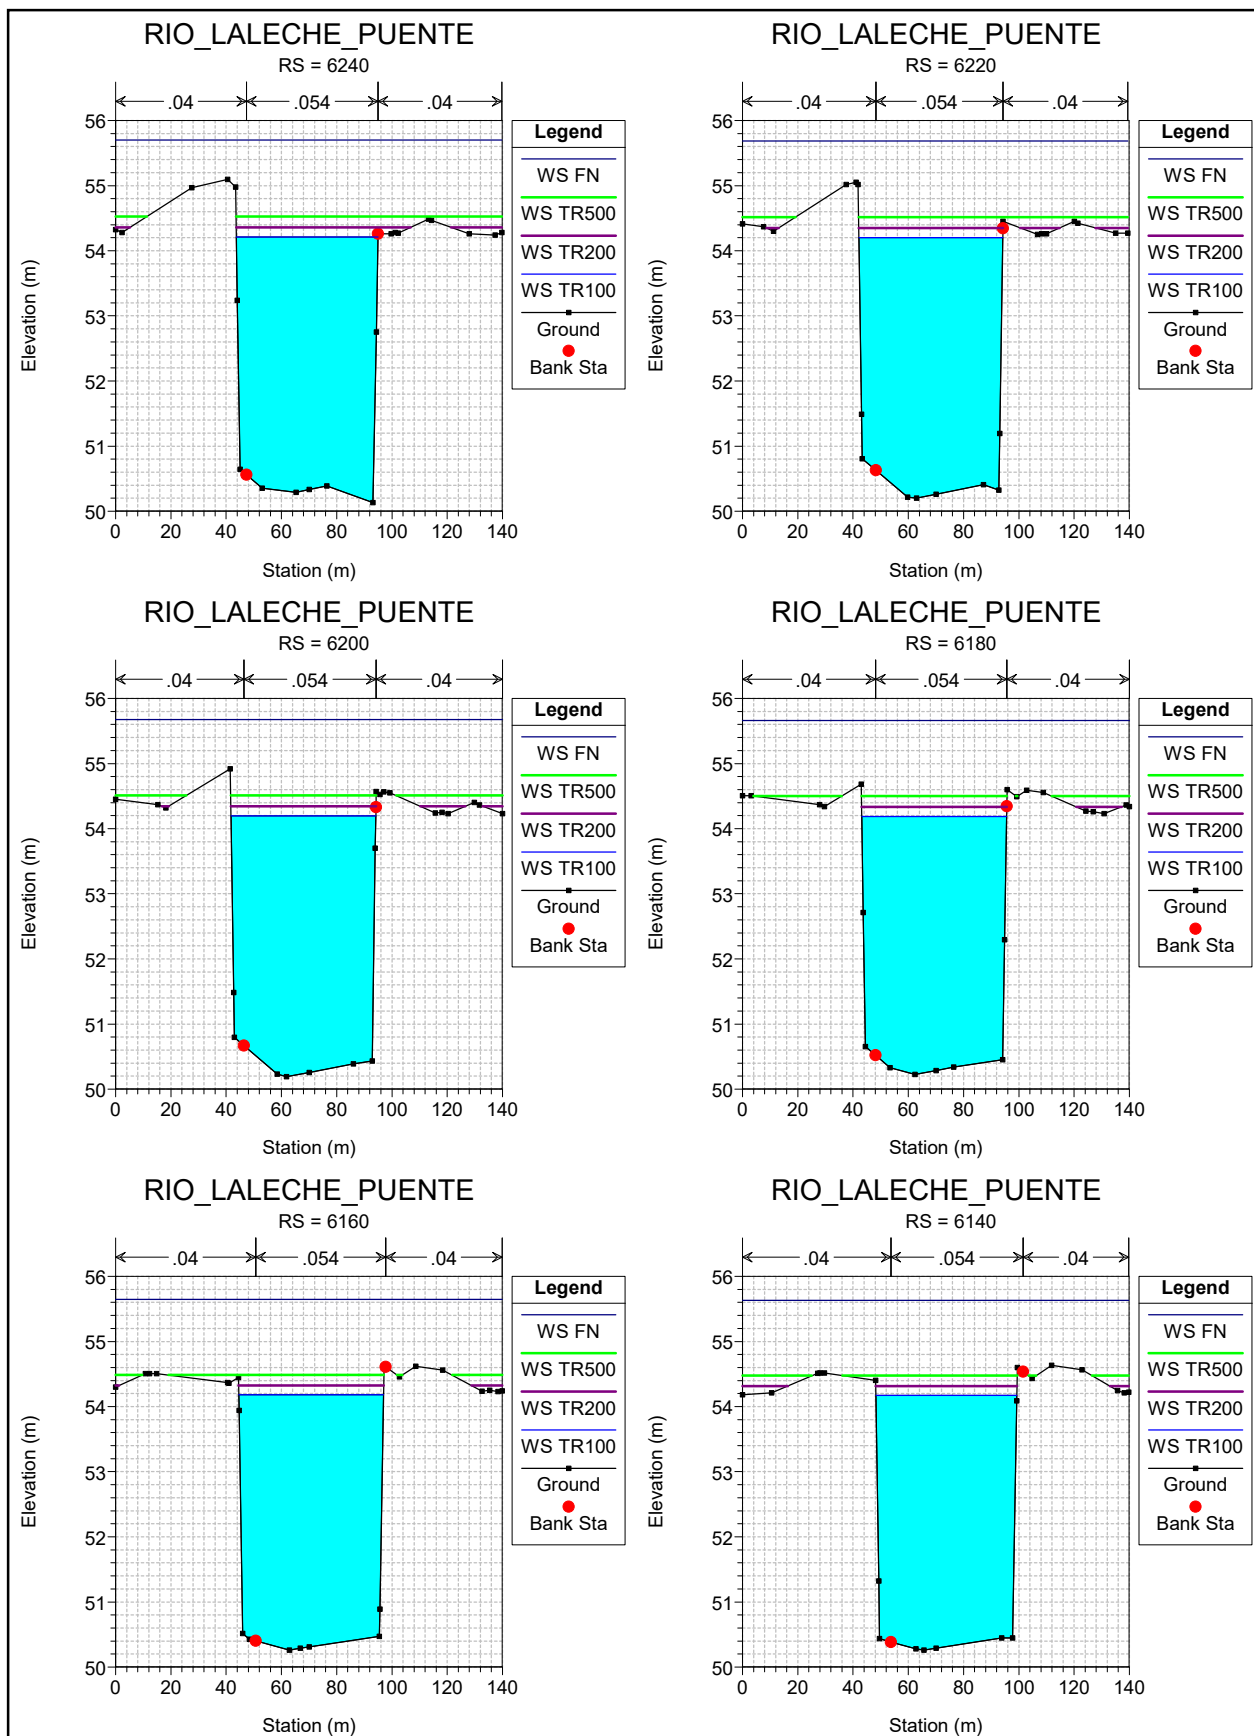 RIO_LALECHE_PUENTE
RS = 6240
.04 .054 .04
56
55
54
53
52
51
50
0 20 40 60 80 100 120 140
Station (m)
Elevation (m)
Legend
WS FN
WS TR500
WS TR200
WS TR100
Ground
Bank Sta
RIO_LALECHE_PUENTE
RS = 6220
.04 .054 .04
56
55
54
53
52
51
50
0 20 40 60 80 100 120 140
Station (m)
Elevation (m)
Legend
WS FN
WS TR500
WS TR200
WS TR100
Ground
Bank Sta
RIO_LALECHE_PUENTE
RS = 6200
.04 .054 .04
56
55
54
53
52
51
50
0 20 40 60 80 100 120 140
Station (m)
Elevation (m)
Legend
WS FN
WS TR500
WS TR200
WS TR100
Ground
Bank Sta
RIO_LALECHE_PUENTE
RS = 6180
.04 .054 .04
56
55
54
53
52
51
50
0 20 40 60 80 100 120 140
Station (m)
Elevation (m)
Legend
WS FN
WS TR500
WS TR200
WS TR100
Ground
Bank Sta
RIO_LALECHE_PUENTE
RS = 6160
.04 .054 .04
56
55
54
53
52
51
50
0 20 40 60 80 100 120 140
Station (m)
Elevation (m)
Legend
WS FN
WS TR500
WS TR200
WS TR100
Ground
Bank Sta
RIO_LALECHE_PUENTE
RS = 6140
.04 .054 .04
56
55
54
53
52
51
50
0 20 40 60 80 100 120 140
Station (m)
Elevation (m)
Legend
WS FN
WS TR500
WS TR200
WS TR100
Ground
Bank Sta